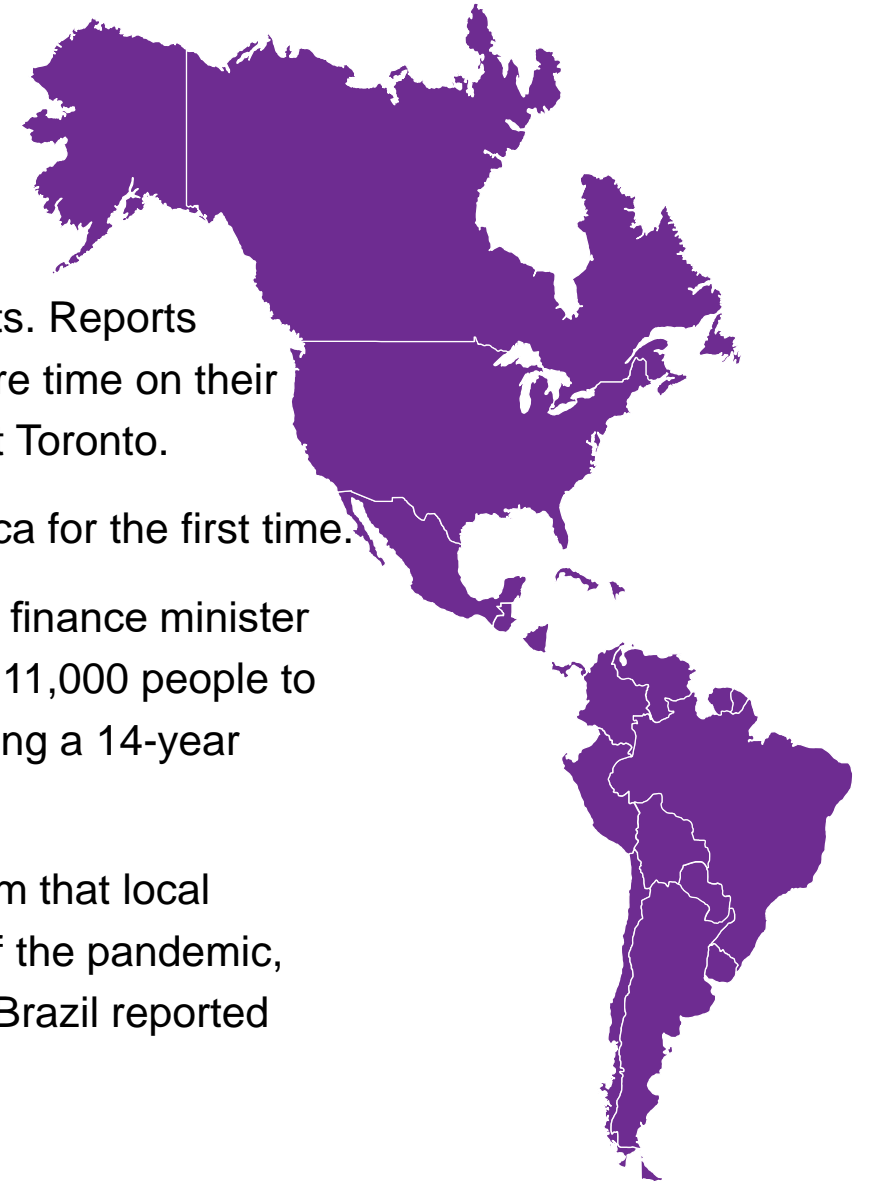 ts. Reports
re time on their
t Toronto.
ca for the first time.
finance minister
11,000 people to
ing a 14-year
m that local
f the pandemic,
Brazil reported